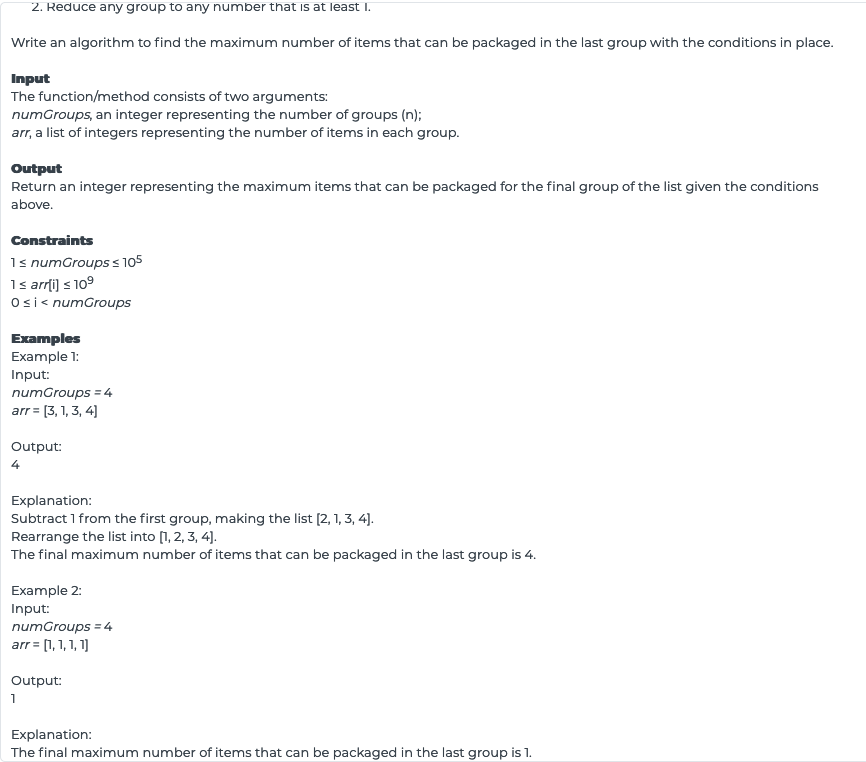 2. Reduce any group to any number that is at least 1.
Write an algorithm to find the maximum number of items that can be packaged in the last group with the conditions in place.
Input
The function/method consists of two arguments:
numGroups, an integer representing the number of groups (n);
arr, a list of integers representing the number of items in each group.
Output
Return an integer representing the maximum items that can be packaged for the final group of the list given the conditions
above.
Constraints
1 ≤ numGroups ≤ 10⁵
1 ≤ arr[i] ≤ 10⁹
0 ≤ i < numGroups
Examples
Example 1:
Input:
numGroups = 4
arr = [3, 1, 3, 4]
Output:
4
Explanation:
Subtract 1 from the first group, making the list [2, 1, 3, 4].
Rearrange the list into [1, 2, 3, 4].
The final maximum number of items that can be packaged in the last group is 4.
Example 2:
Input:
numGroups = 4
arr = [1, 1, 1, 1]
Output:
1
Explanation:
The final maximum number of items that can be packaged in the last group is 1.